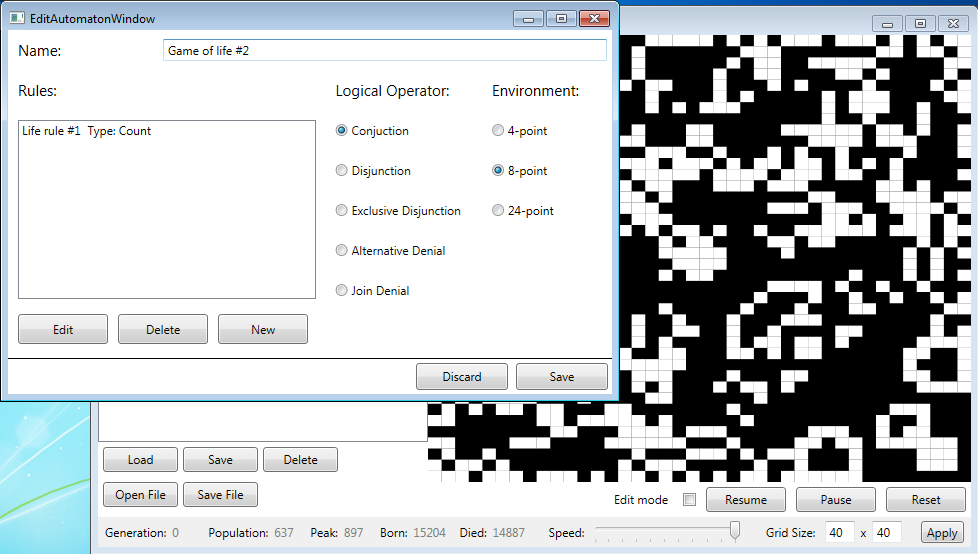 EditAutomatonWindow
Name: Game of life #2
Rules: Logical Operator: Environment:
Life rule #1 Type: Count
Conjuction 4-point
Disjunction 8-point
Exclusive Disjunction 24-point
Alternative Denial
Join Denial
Edit Delete New
Discard Save
Load Save Delete
Open File Save File
Edit mode Resume Pause Reset
Generation: 0 Population: 637 Peak: 897 Born: 15204 Died: 14887 Speed: Grid Size: 40 x 40 Apply